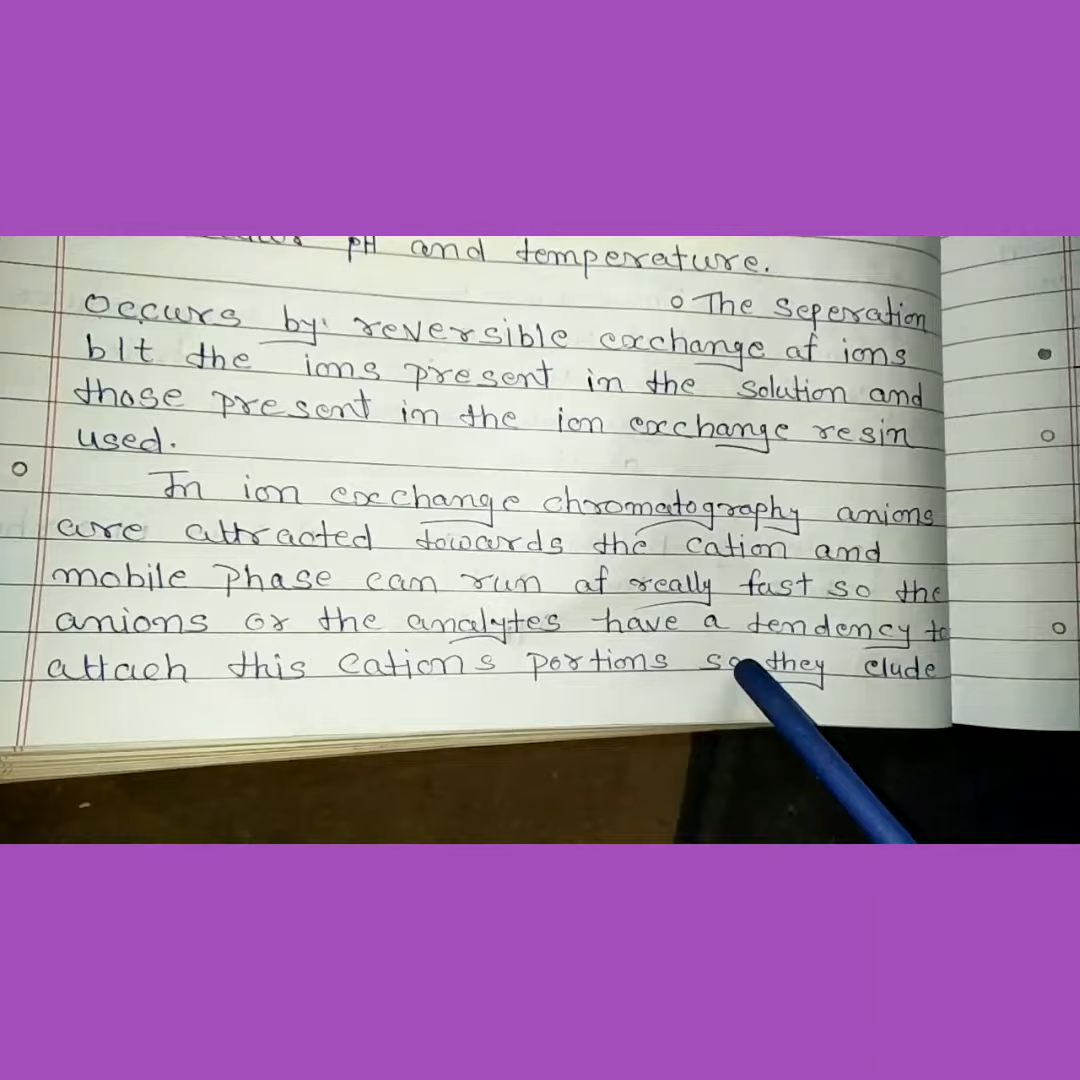 pH and temperature.
o The seperation
occurs by reversible exchange of ions
b/t the ions present in the solution and
those present in the ion exchange resin
used.
In ion exchange chromatography anions
are attracted towards the cation and
mobile phase can run at really fast so the
anions or the analytes have a tendency to
attach this cations portions so they elude